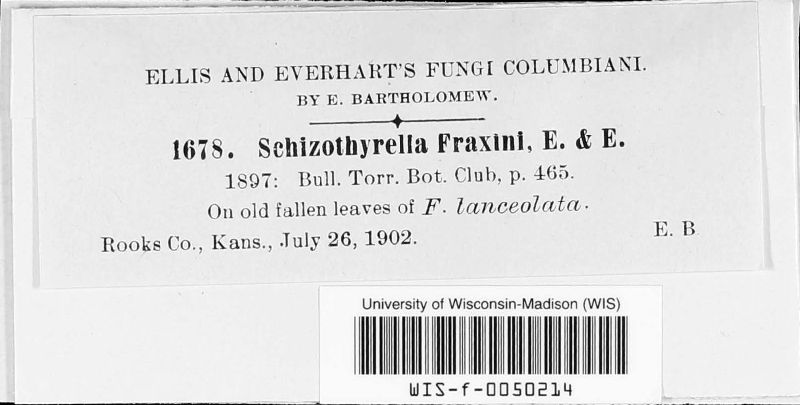 ELLIS AND EVERHART'S FUNGI COLUMBIANI.
BY E. BARTHOLOMEW.
1678. Schizothyrella Fraxini, E. & E.
1897: Bull. Torr. Bot. Club, p. 465.
On old fallen leaves of F. lanceolata.
Rooks Co., Kans., July 26, 1902.
E. B
University of Wisconsin-Madison (WIS)
WIS-f-0050214